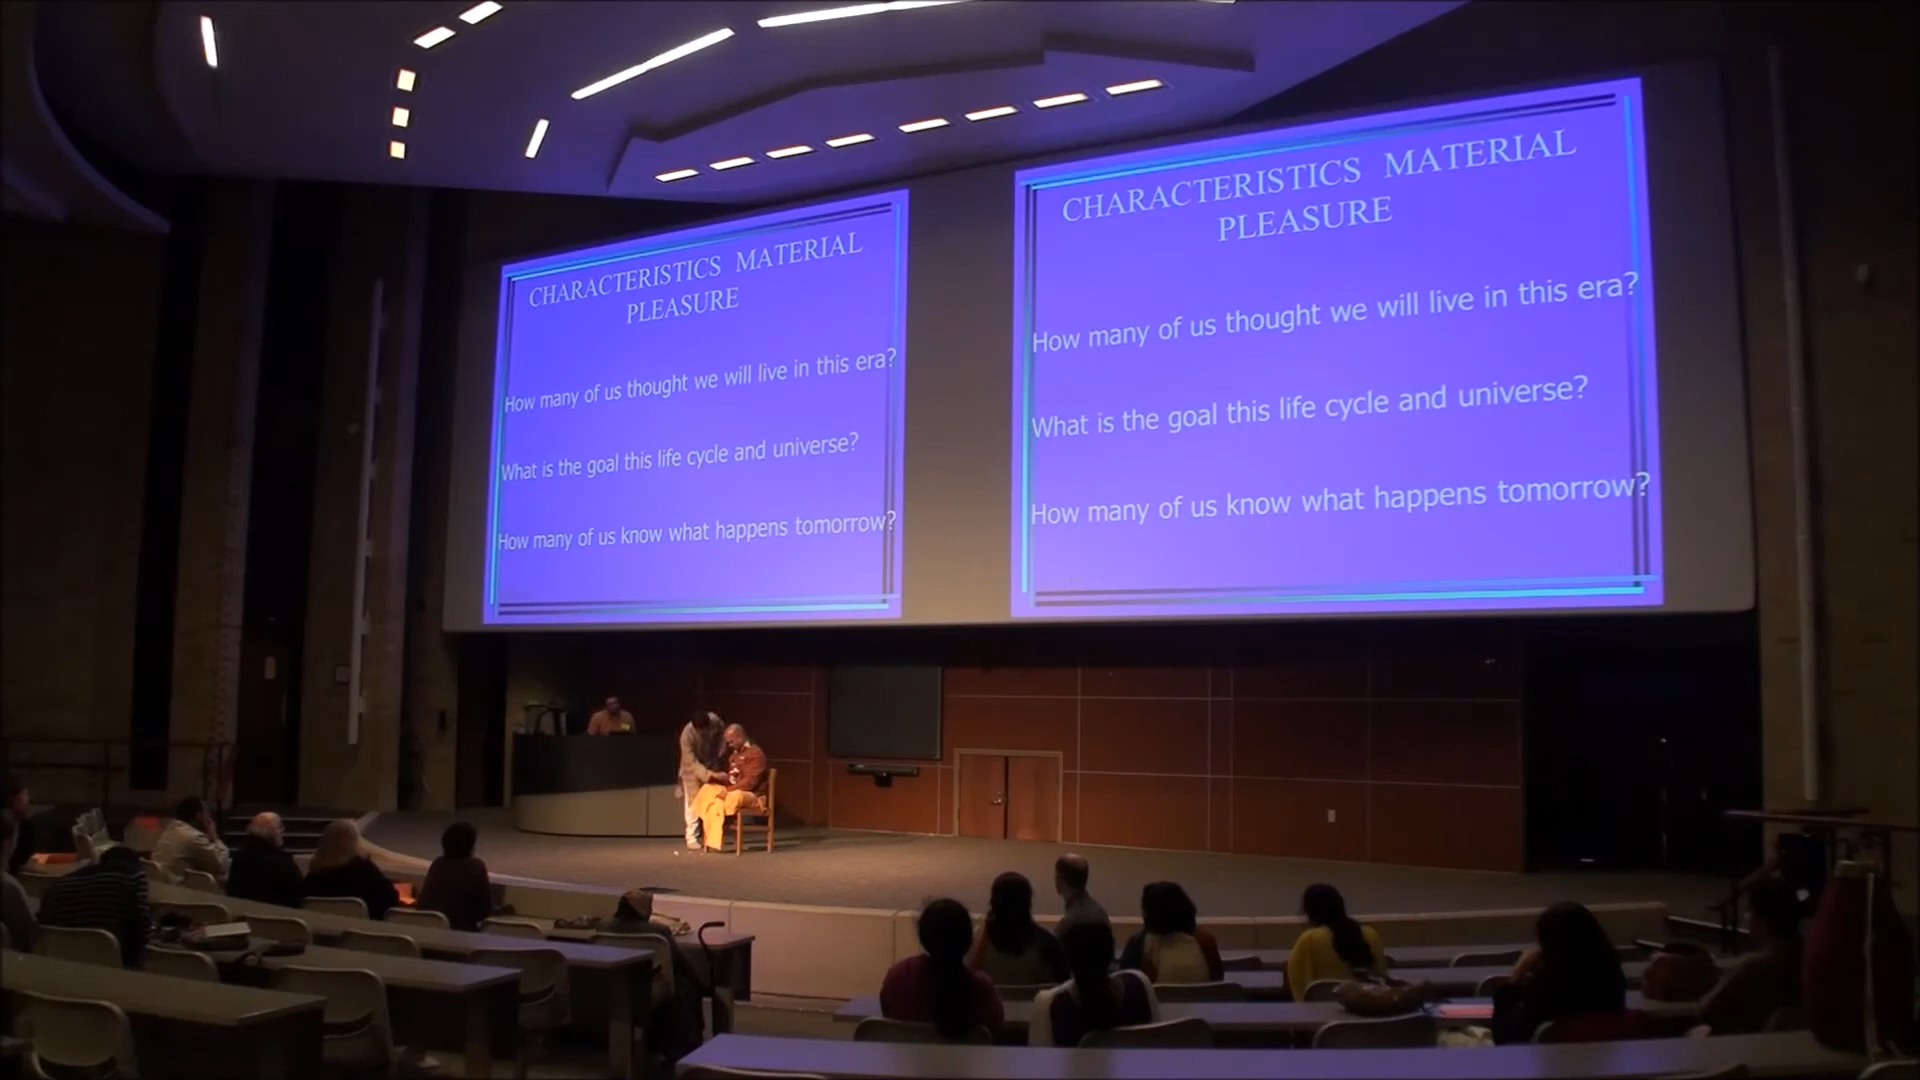 CHARACTERISTICS MATERIAL
PLEASURE
How many of us thought we will live in this era?
What is the goal this life cycle and universe?
How many of us know what happens tomorrow?
CHARACTERISTICS MATERIAL
PLEASURE
How many of us thought we will live in this era?
What is the goal this life cycle and universe?
How many of us know what happens tomorrow?